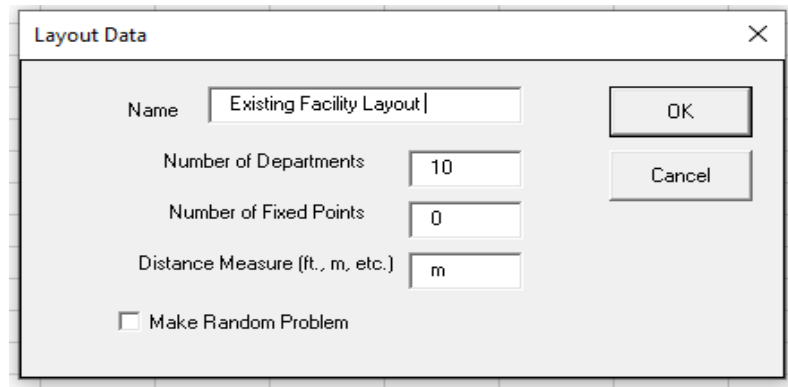 Layout Data
Name Existing Facility Layout
OK
Number of Departments 10
Cancel
Number of Fixed Points 0
Distance Measure (ft., m, etc.) m
Make Random Problem